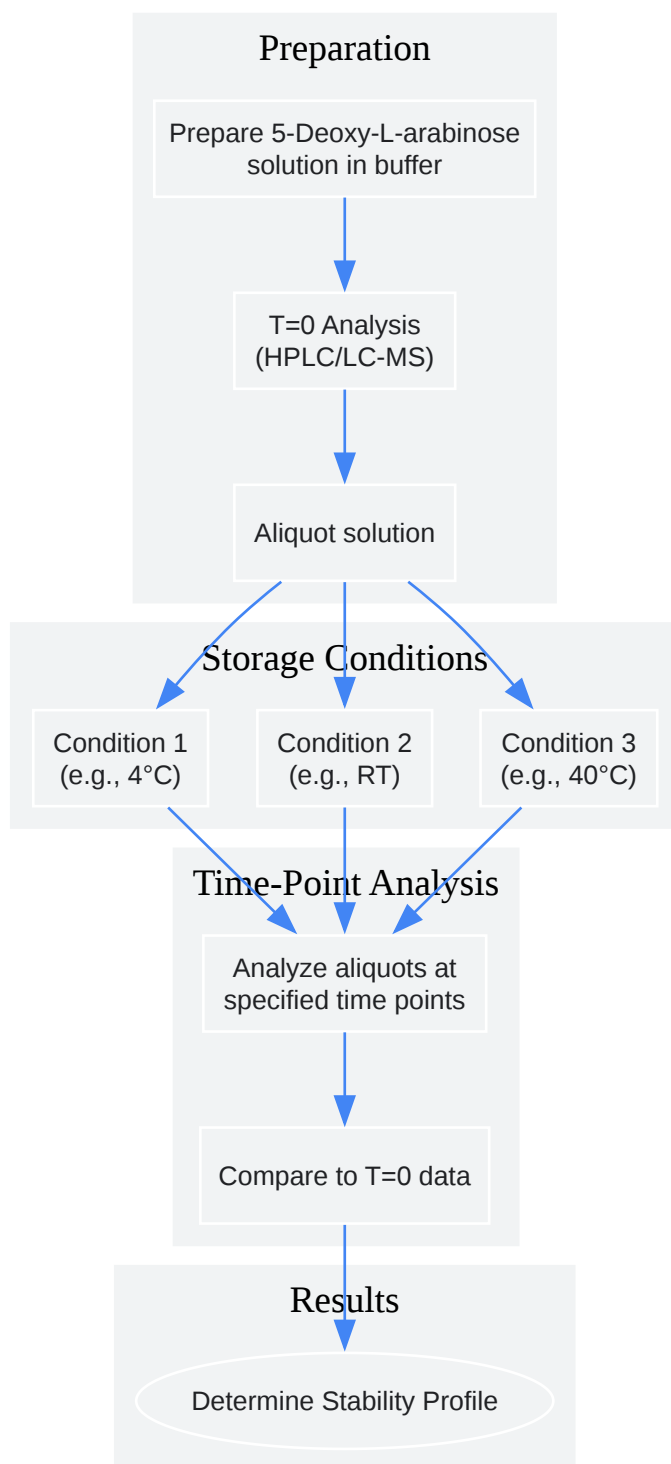 Preparation
Prepare 5-Deoxy-L-arabinose
solution in buffer
T=0 Analysis
(HPLC/LC-MS)
Aliquot solution
Storage Conditions
Condition 1
(e.g., 4°C)
Condition 2
(e.g., RT)
Condition 3
(e.g., 40°C)
Time-Point Analysis
Analyze aliquots at
specified time points
Compare to T=0 data
Results
Determine Stability Profile